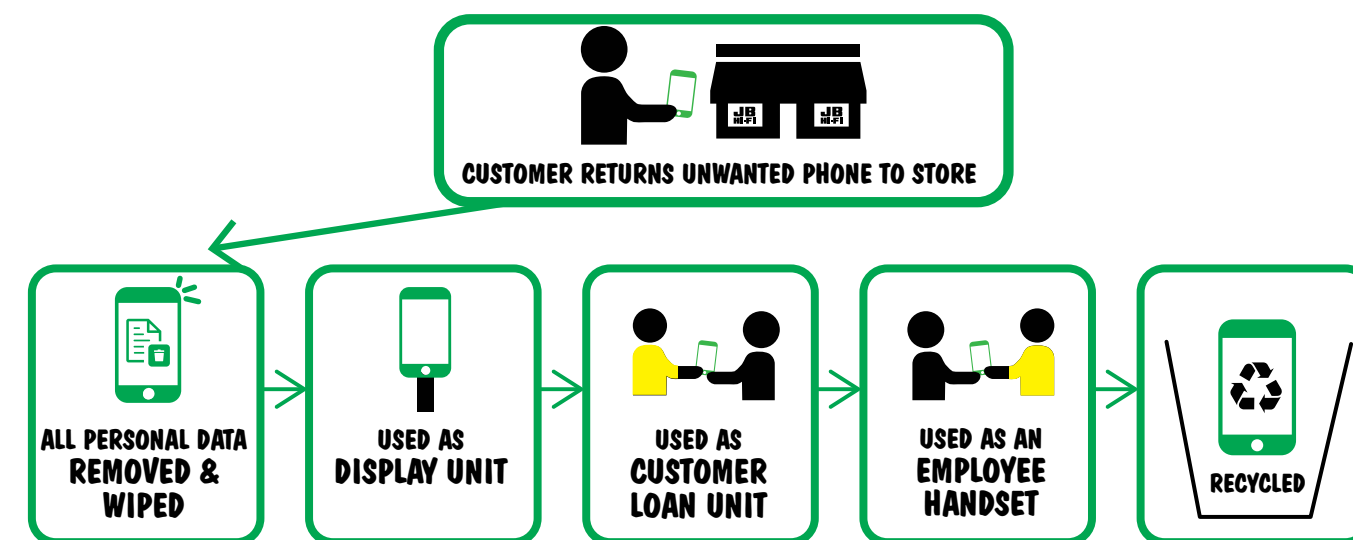 JB
HI-FI
JB
HI-FI
CUSTOMER RETURNS UNWANTED PHONE TO STORE
ALL PERSONAL DATA
REMOVED &
WIPED
USED AS
DISPLAY UNIT
USED AS
CUSTOMER
LOAN UNIT
USED AS AN
EMPLOYEE
HANDSET
RECYCLED